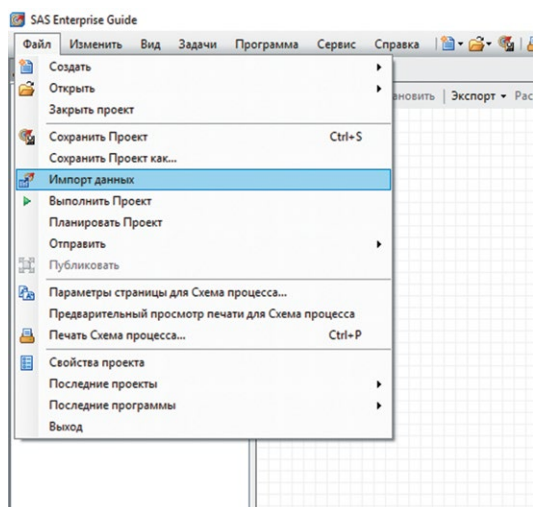 SAS Enterprise Guide
Файл Изменить Вид Задачи Программа Сервис Справка
Создать
Открыть
ановить Экспорт Рас
Закрыть проект
Сохранить Проект Ctrl+S
Сохранить Проект как...
Импорт данных
Выполнить Проект
Планировать Проект
Отправить
Публиковать
Параметры страницы для Схема процесса...
Предварительный просмотр печати для Схема процесса
Печать Схема процесса... Ctrl+P
Свойства проекта
Последние проекты
Последние программы
Выход